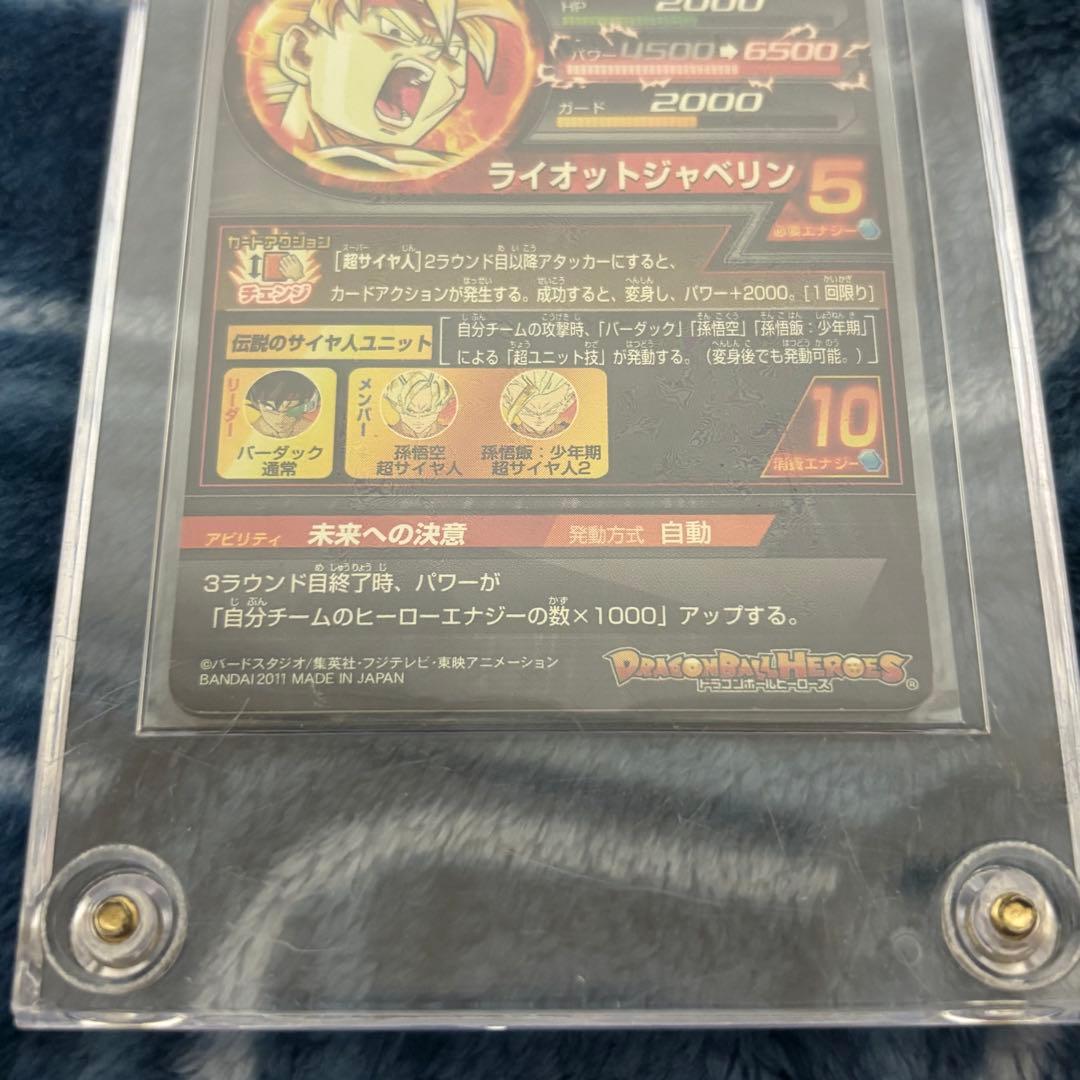 HP 2000
パワー 4500➡6500
ガード 2000
ライオットジャベリン 5
必要エナジー
カードアクション
チェンジ
[超サイヤ人]2ラウンド目以降アタッカーにすると、
カードアクションが発生する。成功すると、変身し、パワー+2000。[1回限り]
伝説のサイヤ人ユニット
自分チームの攻撃時、「バーダック」「孫悟空」「孫悟飯:少年期」
による「超ユニット技」が発動する。(変身後でも発動可能。)
リーダー
バーダック
通常
メンバー
孫悟空
超サイヤ人
孫悟飯:少年期
超サイヤ人2
10
消費エナジー
アビリティ 未来への決意 発動方式 自動
3ラウンド目終了時、パワーが
「自分チームのヒーローエナジーの数×1000」アップする。
©バードスタジオ/集英社・フジテレビ・東映アニメーション
BANDAI 2011 MADE IN JAPAN
DRAGONBALL HEROES
ドラゴンボールヒーローズ ®